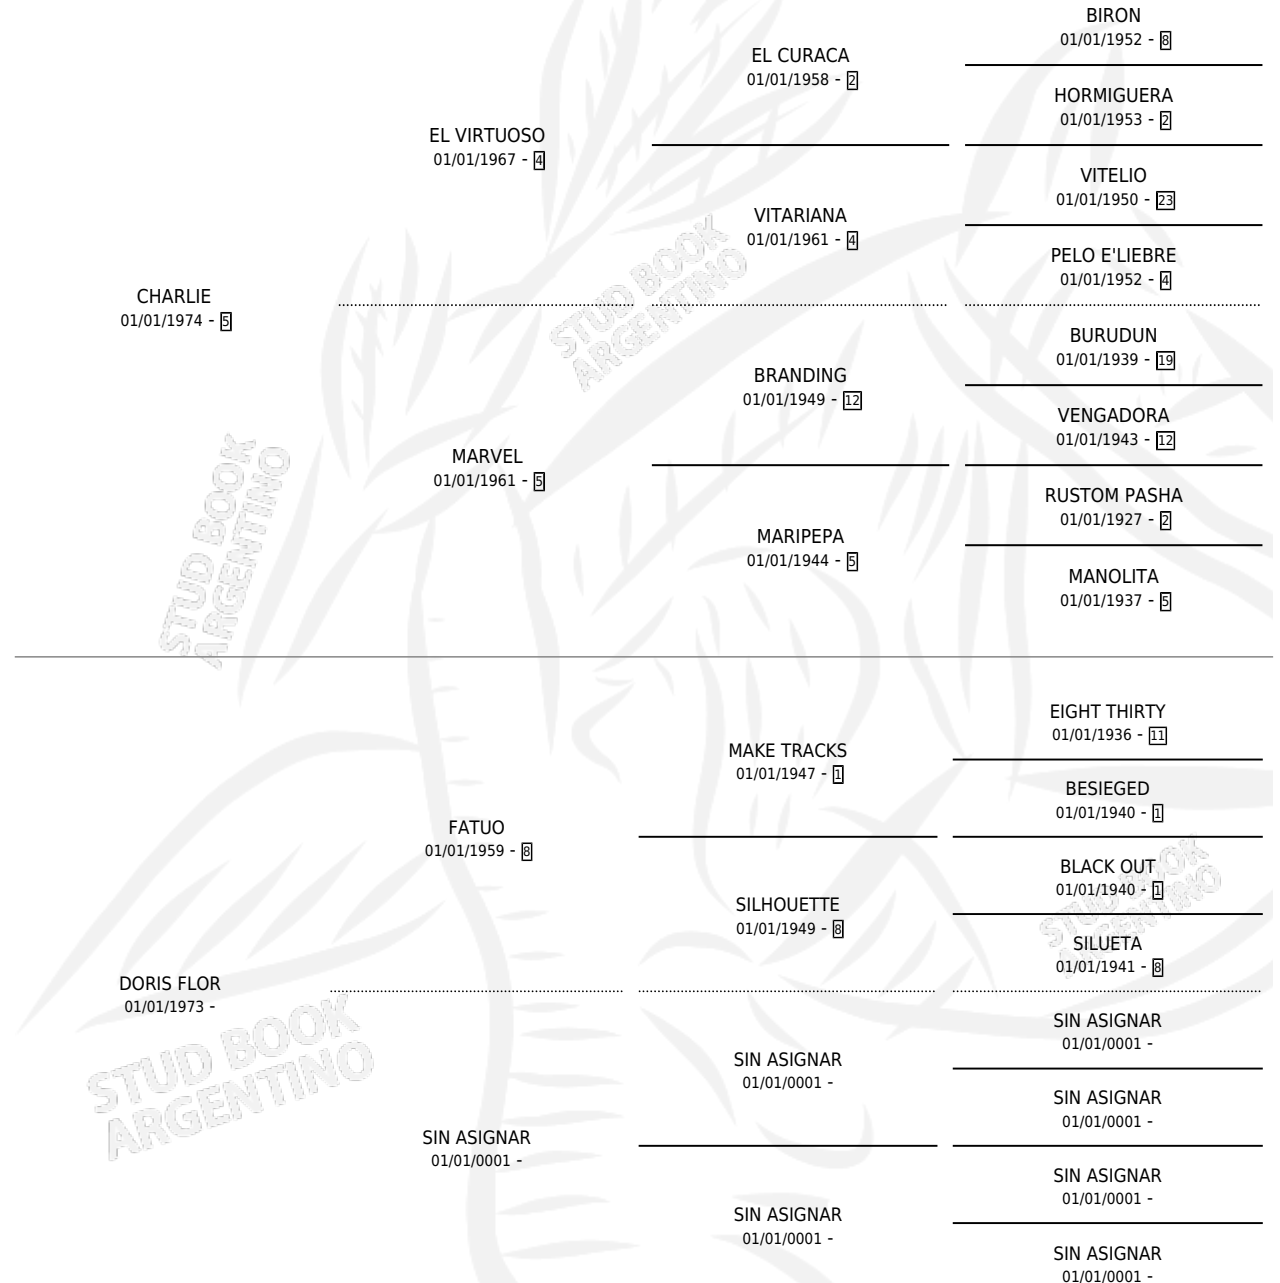 BIRON
01/01/1952 - 8
EL CURACA
01/01/1958 - 2
HORMIGUERA
01/01/1953 - 2
EL VIRTUOSO
01/01/1967 - 4
VITELIO
01/01/1950 - 23
VITARIANA
01/01/1961 - 4
PELO E'LIEBRE
01/01/1952 - 4
CHARLIE
01/01/1974 - 5
BURUDUN
01/01/1939 - 19
BRANDING
01/01/1949 - 12
VENGADORA
01/01/1943 - 12
MARVEL
01/01/1961 - 5
RUSTOM PASHA
01/01/1927 - 2
MARIPEPA
01/01/1944 - 5
MANOLITA
01/01/1937 - 5
STUD BOOK
ARGENTINO
STUD BOOK
ARGENTINO
EIGHT THIRTY
01/01/1936 - 11
MAKE TRACKS
01/01/1947 - 1
BESIEGED
01/01/1940 - 1
FATUO
01/01/1959 - 8
BLACK OUT
01/01/1940 - 1
SILHOUETTE
01/01/1949 - 8
SILUETA
01/01/1941 - 8
DORIS FLOR
01/01/1973 -
SIN ASIGNAR
01/01/0001 -
SIN ASIGNAR
01/01/0001 -
SIN ASIGNAR
01/01/0001 -
SIN ASIGNAR
01/01/0001 -
SIN ASIGNAR
01/01/0001 -
SIN ASIGNAR
01/01/0001 -
SIN ASIGNAR
01/01/0001 -
STUD BOOK
ARGENTINO
STUD BOOK
ARGENTINO